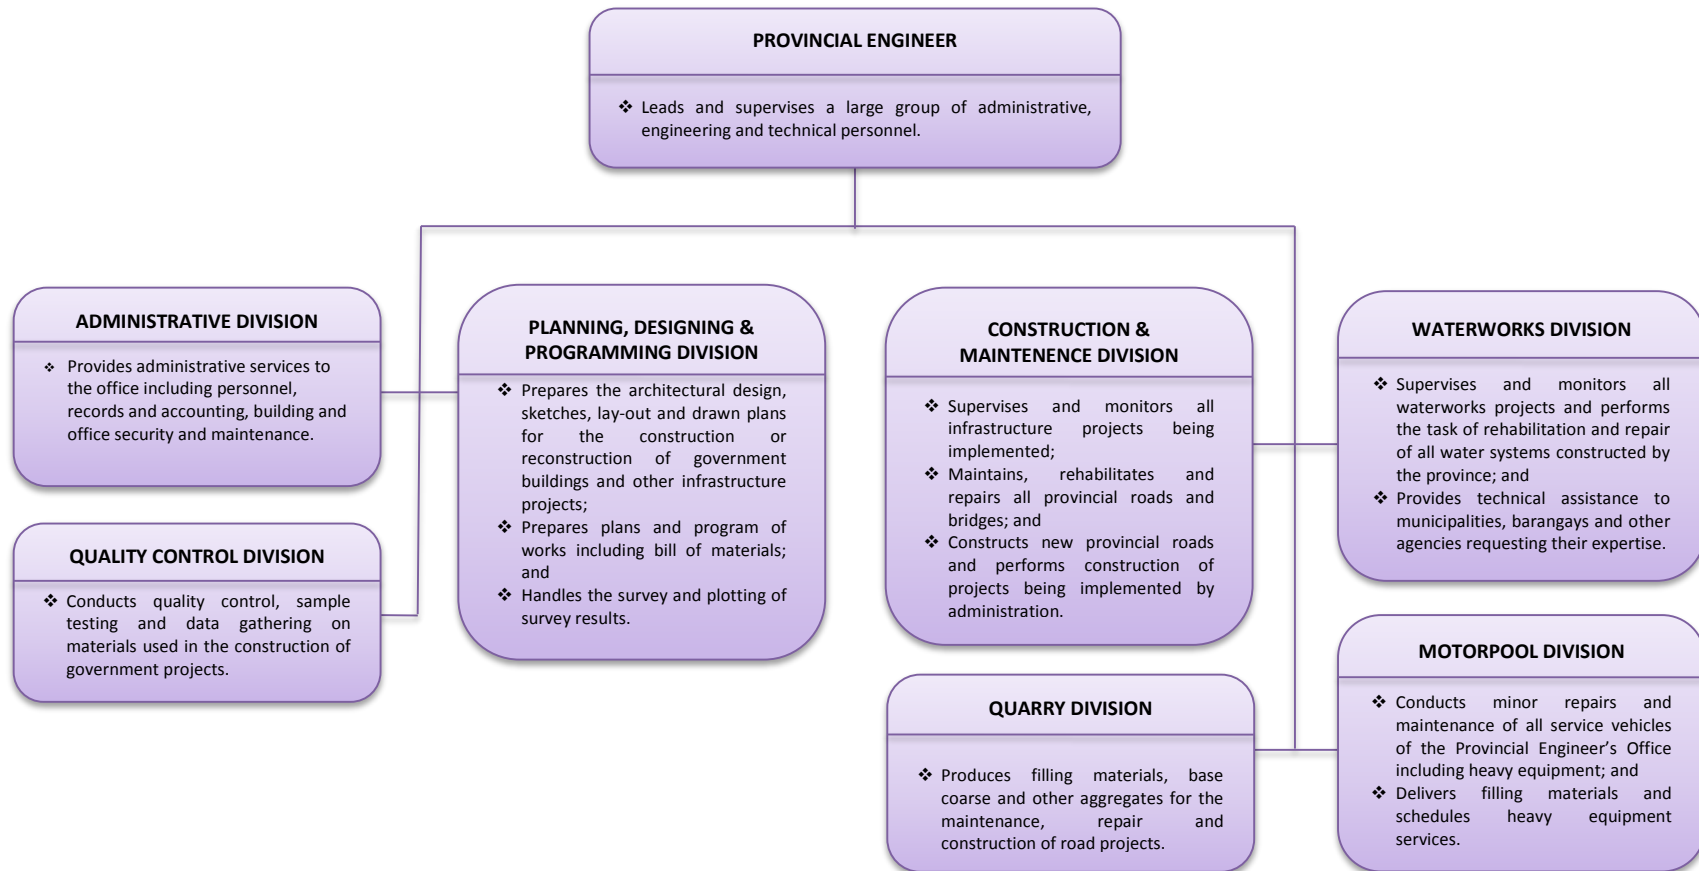 PROVINCIAL ENGINEER
❖ Leads and supervises a large group of administrative,
engineering and technical personnel.
ADMINISTRATIVE DIVISION
❖ Provides administrative services to
the office including personnel,
records and accounting, building and
office security and maintenance.
QUALITY CONTROL DIVISION
❖ Conducts quality control, sample
testing and data gathering on
materials used in the construction of
government projects.
PLANNING, DESIGNING &
PROGRAMMING DIVISION
❖ Prepares the architectural design,
sketches, lay-out and drawn plans
for the construction or
reconstruction of government
buildings and other infrastructure
projects;
❖ Prepares plans and program of
works including bill of materials;
and
❖ Handles the survey and plotting of
survey results.
CONSTRUCTION &
MAINTENENCE DIVISION
❖ Supervises and monitors all
infrastructure projects being
implemented;
❖ Maintains, rehabilitates and
repairs all provincial roads and
bridges; and
❖ Constructs new provincial roads
and performs construction of
projects being implemented by
administration.
QUARRY DIVISION
❖ Produces filling materials, base
coarse and other aggregates for the
maintenance, repair and
construction of road projects.
WATERWORKS DIVISION
❖ Supervises and monitors all
waterworks projects and performs
the task of rehabilitation and repair
of all water systems constructed by
the province; and
❖ Provides technical assistance to
municipalities, barangays and other
agencies requesting their expertise.
MOTORPOOL DIVISION
❖ Conducts minor repairs and
maintenance of all service vehicles
of the Provincial Engineer’s Office
including heavy equipment; and
❖ Delivers filling materials and
schedules heavy equipment
services.